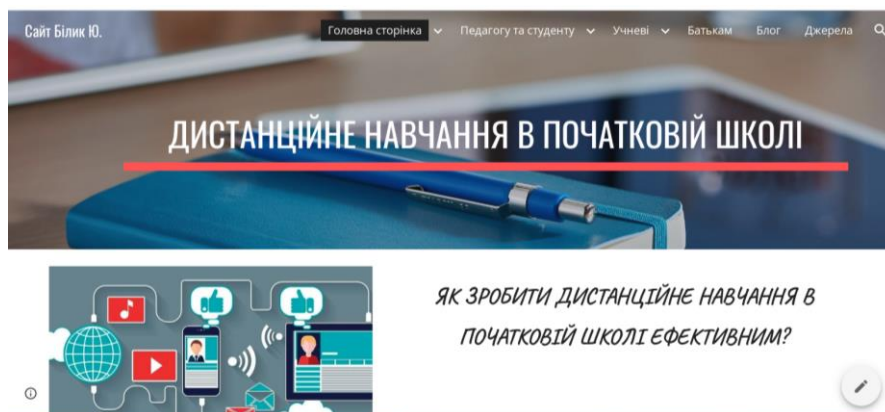 Сайт Білик Ю.
Головна сторінка Педагогу та студенту Учневі Батькам Блог Джерела
ДИСТАНЦІЙНЕ НАВЧАННЯ В ПОЧАТКОВІЙ ШКОЛІ
ЯК ЗРОБИТИ ДИСТАНЦІЙНЕ НАВЧАННЯ В
ПОЧАТКОВІЙ ШКОЛІ ЕФЕКТИВНИМ?